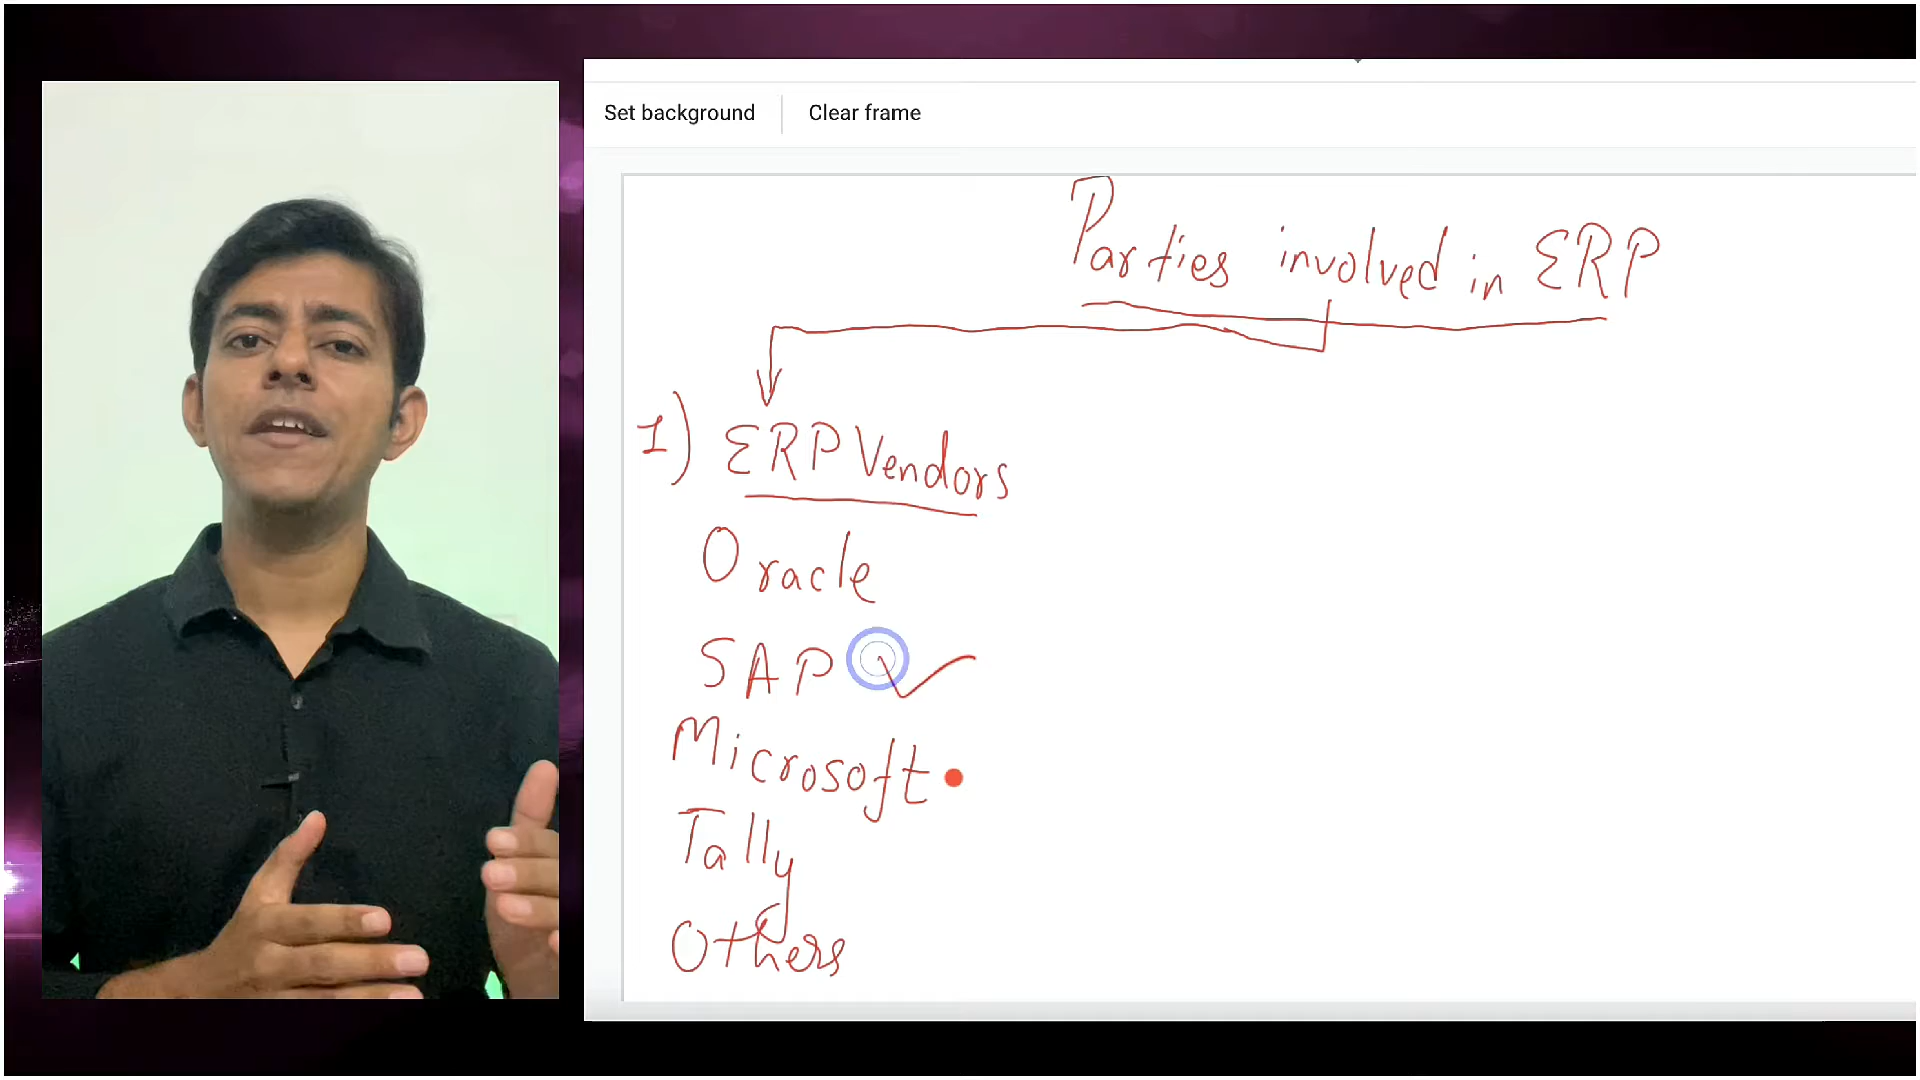 Set background Clear frame
Parties involved in ERP
1) ERP Vendors
Oracle
SAP
Microsoft
Tally
Others